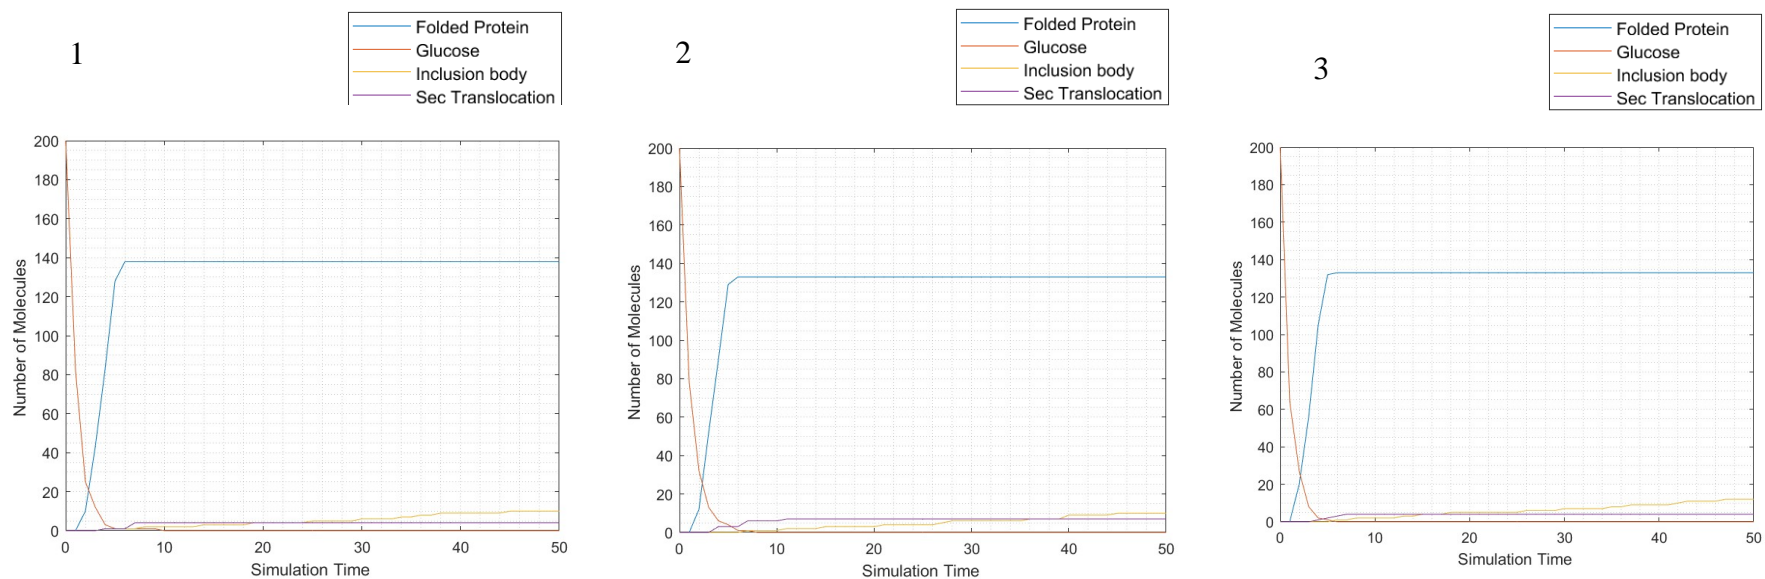 1
Folded Protein
Glucose
Inclusion body
Sec Translocation
200
180
160
140
120
100
80
60
40
20
0
Number of Molecules
0 10 20 30 40 50
Simulation Time
2
Folded Protein
Glucose
Inclusion body
Sec Translocation
200
180
160
140
120
100
80
60
40
20
0
Number of Molecules
0 10 20 30 40 50
Simulation Time
3
Folded Protein
Glucose
Inclusion body
Sec Translocation
200
180
160
140
120
100
80
60
40
20
0
Number of Molecules
0 10 20 30 40 50
Simulation Time